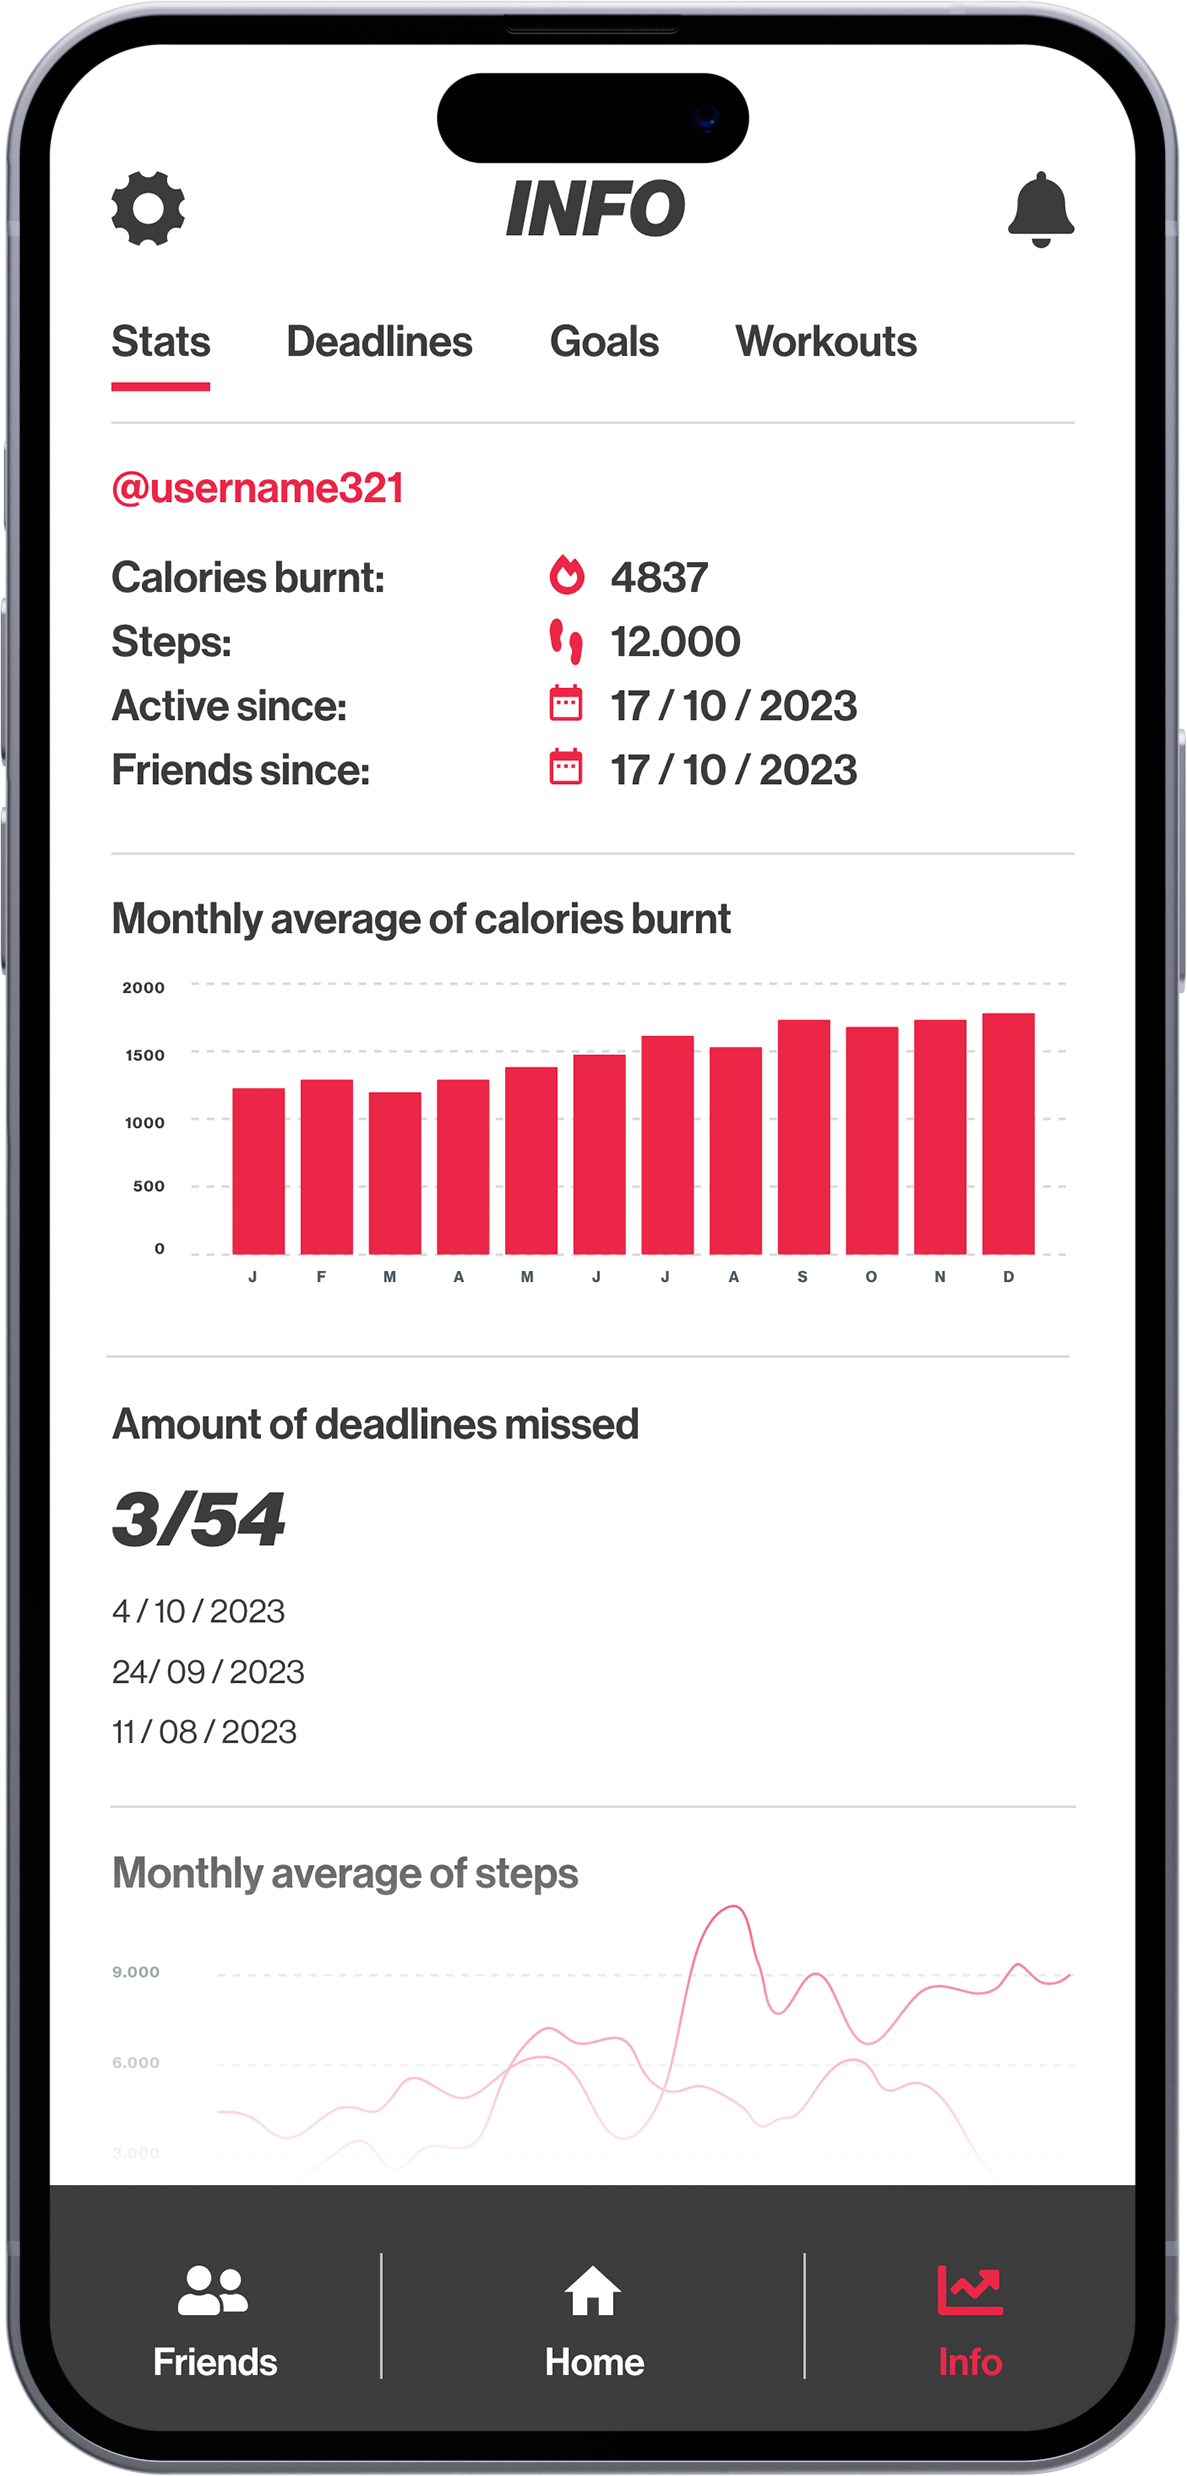 INFO
Stats Deadlines Goals Workouts
@username321
Calories burnt: 4837
Steps: 12.000
Active since: 17 / 10 / 2023
Friends since: 17 / 10 / 2023
Monthly average of calories burnt
2000
1500
1000
500
0
J F M A M J J A S O N D
Amount of deadlines missed
3/54
4 / 10 / 2023
24/ 09 / 2023
11 / 08 / 2023
Monthly average of steps
9.000
6.000
3.000
Friends Home Info